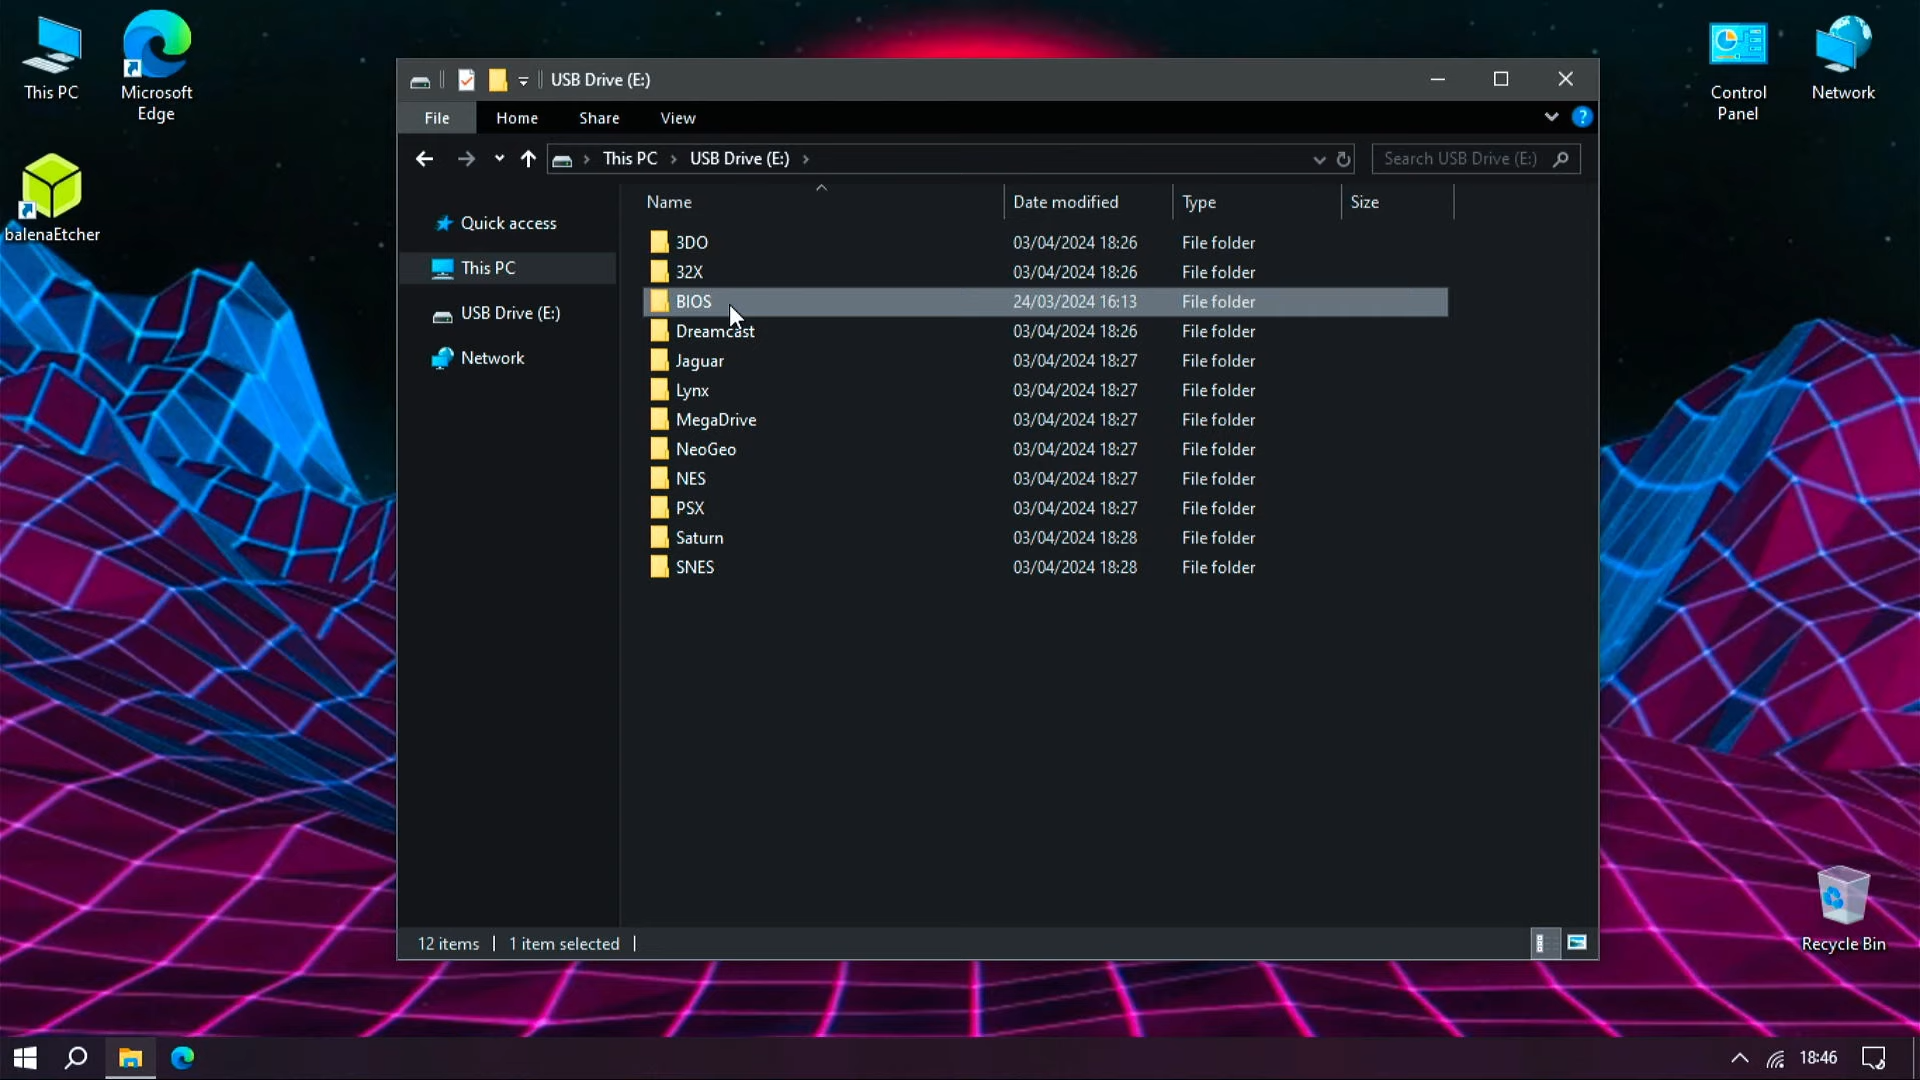 This PC
Microsoft
Edge
Control
Panel
Network
balenaEtcher
USB Drive (E:)
File Home Share View
?
This PC > USB Drive (E:) >
Search USB Drive (E:)
Quick access
This PC
USB Drive (E:)
Network
Name Date modified Type Size
3DO 03/04/2024 18:26 File folder
32X 03/04/2024 18:26 File folder
BIOS 24/03/2024 16:13 File folder
Dreamcast 03/04/2024 18:26 File folder
Jaguar 03/04/2024 18:27 File folder
Lynx 03/04/2024 18:27 File folder
MegaDrive 03/04/2024 18:27 File folder
NeoGeo 03/04/2024 18:27 File folder
NES 03/04/2024 18:27 File folder
PSX 03/04/2024 18:27 File folder
Saturn 03/04/2024 18:28 File folder
SNES 03/04/2024 18:28 File folder
12 items | 1 item selected |
Recycle Bin
18:46